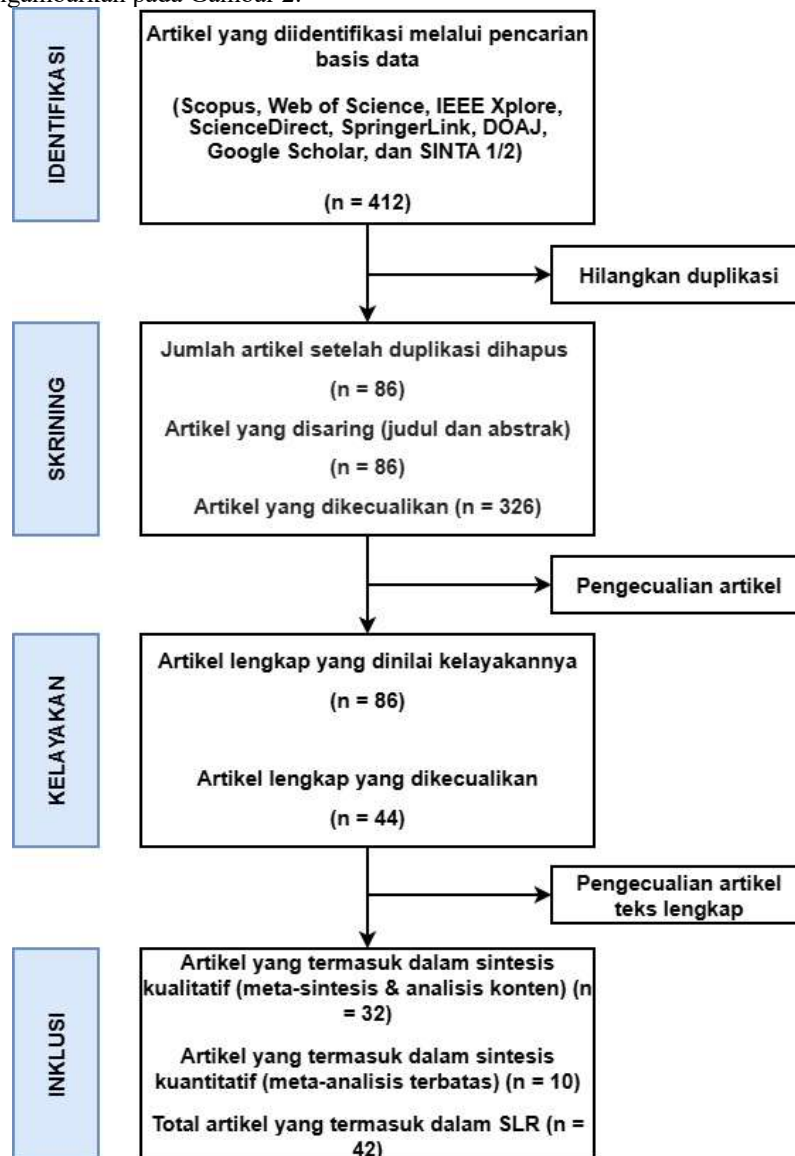 IDENTIFIKASI
Artikel yang diidentifikasi melalui pencarian
basis data
(Scopus, Web of Science, IEEE Xplore,
ScienceDirect, SpringerLink, DOAJ,
Google Scholar, dan SINTA 1/2)
(n = 412)
Hilangkan duplikasi
SKRINING
Jumlah artikel setelah duplikasi dihapus
(n = 86)
Artikel yang disaring (judul dan abstrak)
(n = 86)
Artikel yang dikecualikan (n = 326)
Pengecualian artikel
KELAYAKAN
Artikel lengkap yang dinilai kelayakannya
(n = 86)
Artikel lengkap yang dikecualikan
(n = 44)
Pengecualian artikel
teks lengkap
INKLUSI
Artikel yang termasuk dalam sintesis
kualitatif (meta-sintesis & analisis konten) (n
= 32)
Artikel yang termasuk dalam sintesis
kuantitatif (meta-analisis terbatas) (n = 10)
Total artikel yang termasuk dalam SLR (n =
42)